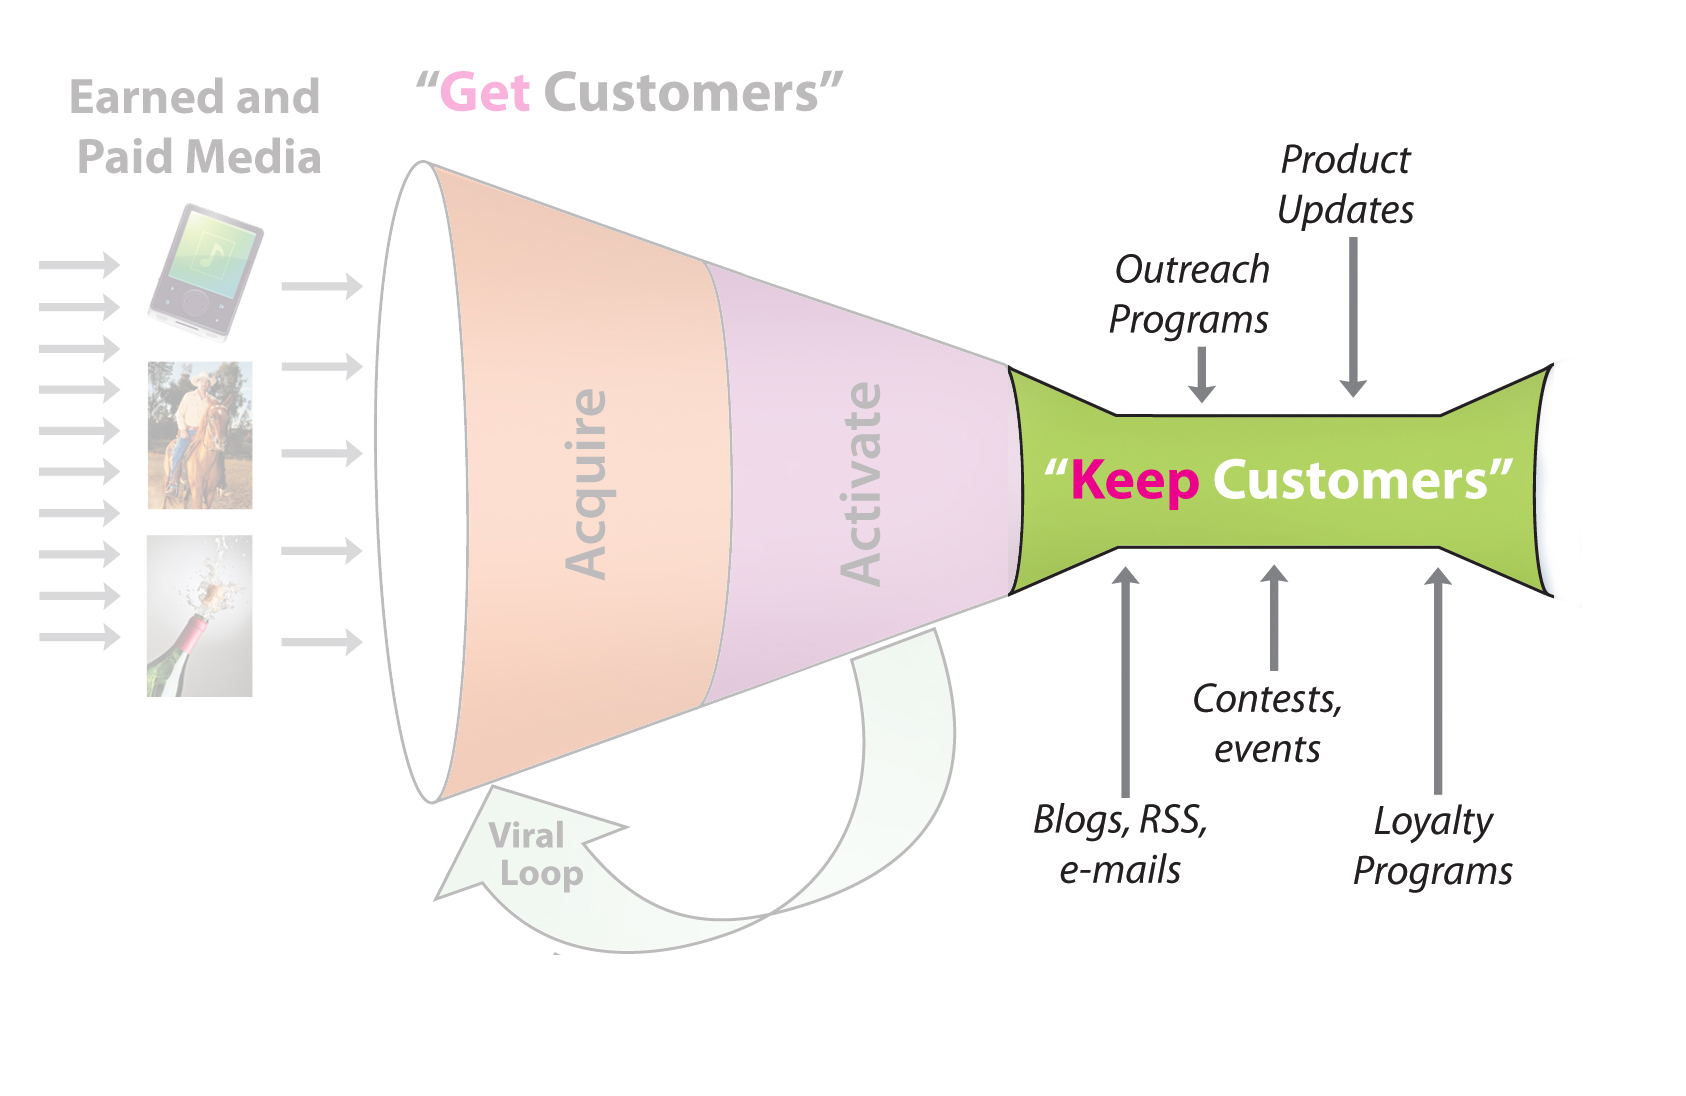 Earned and
Paid Media
“Get Customers”
Acquire
Activate
Viral
Loop
Product
Updates
Outreach
Programs
“Keep Customers”
Contests,
events
Blogs, RSS,
e-mails
Loyalty
Programs